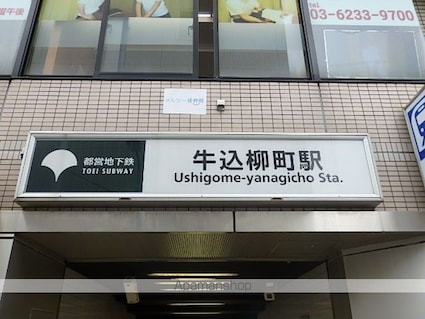 tel
03-6233-9700
都営地下鉄
TOEI SUBWAY
牛込柳町駅
Ushigome-yanagicho Sta.
Apamanshop